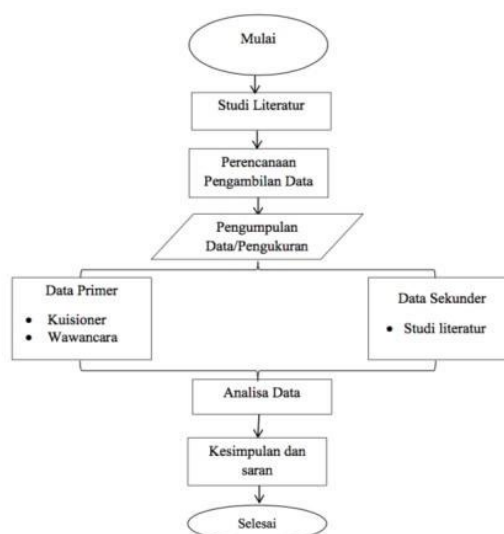 Mulai
Studi Literatur
Perencanaan
Pengambilan Data
Pengumpulan
Data/Pengukuran
Data Primer
• Kuisioner
• Wawancara
Data Sekunder
• Studi literatur
Analisa Data
Kesimpulan dan
saran
Selesai